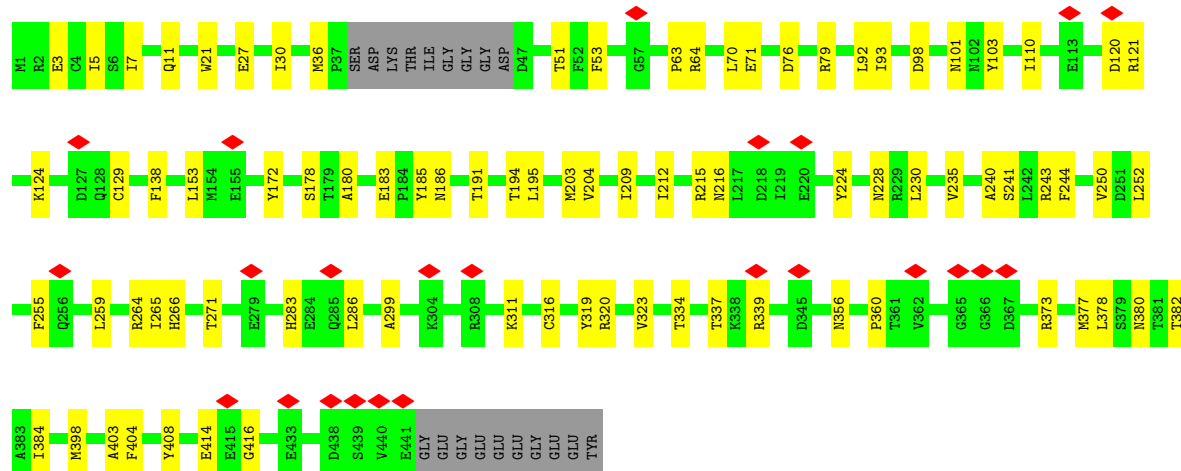 M1 R2 E3 C4 I5 S6 I7 Q11 W21 E27 I30 M36 P37 SER ASP LYS THR ILE GLY GLY GLY ASP D47 T51 F52 F53 G57 P63 R64 L70 E71 D76 R79 L92 I93 D98 N101 N102 Y103 I110 E113 D120 R121
K124 D127 Q128 C129 F138 L153 M154 E155 Y172 S178 T179 A180 E183 P184 Y185 N186 T191 T194 L195 M203 V204 I209 I212 R215 N216 L217 D218 I219 E220 Y224 N228 R229 L230 V235 A240 S241 L242 R243 F244 V250 D251 L252
F255 Q256 L259 R264 I265 H266 T271 E279 H283 E284 Q285 L286 A299 K304 R308 K311 C316 Y319 R320 V323 T334 T337 K338 R339 D345 N356 P360 T361 V362 G365 G366 D367 R373 M377 L378 S379 N380 T381 T382
A383 I384 M398 A403 F404 Y408 E414 E415 G416 E433 D438 S439 V440 E441 GLY GLU GLY GLU GLU GLU GLY GLU GLU TYR